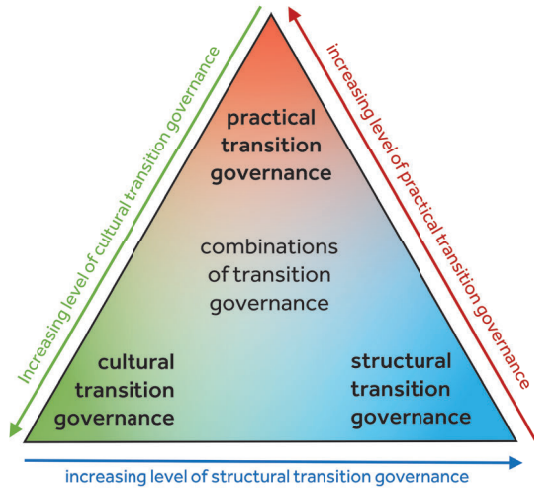 Increasing level of cultural transition governance
increasing level of practical transition governance
practical
transition
governance
combinations
of transition
governance
cultural
transition
governance
structural
transition
governance
increasing level of structural transition governance